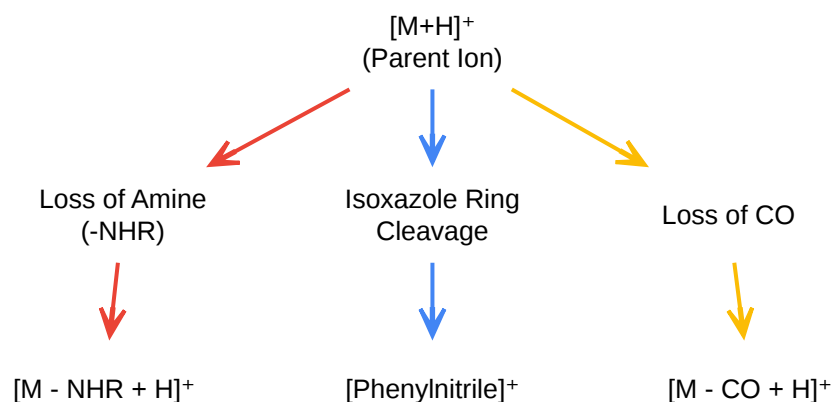 [M+H]⁺
(Parent Ion)
Loss of Amine
(-NHR)
Isoxazole Ring
Cleavage
Loss of CO
[M - NHR + H]⁺
[Phenylnitrile]⁺
[M - CO + H]⁺